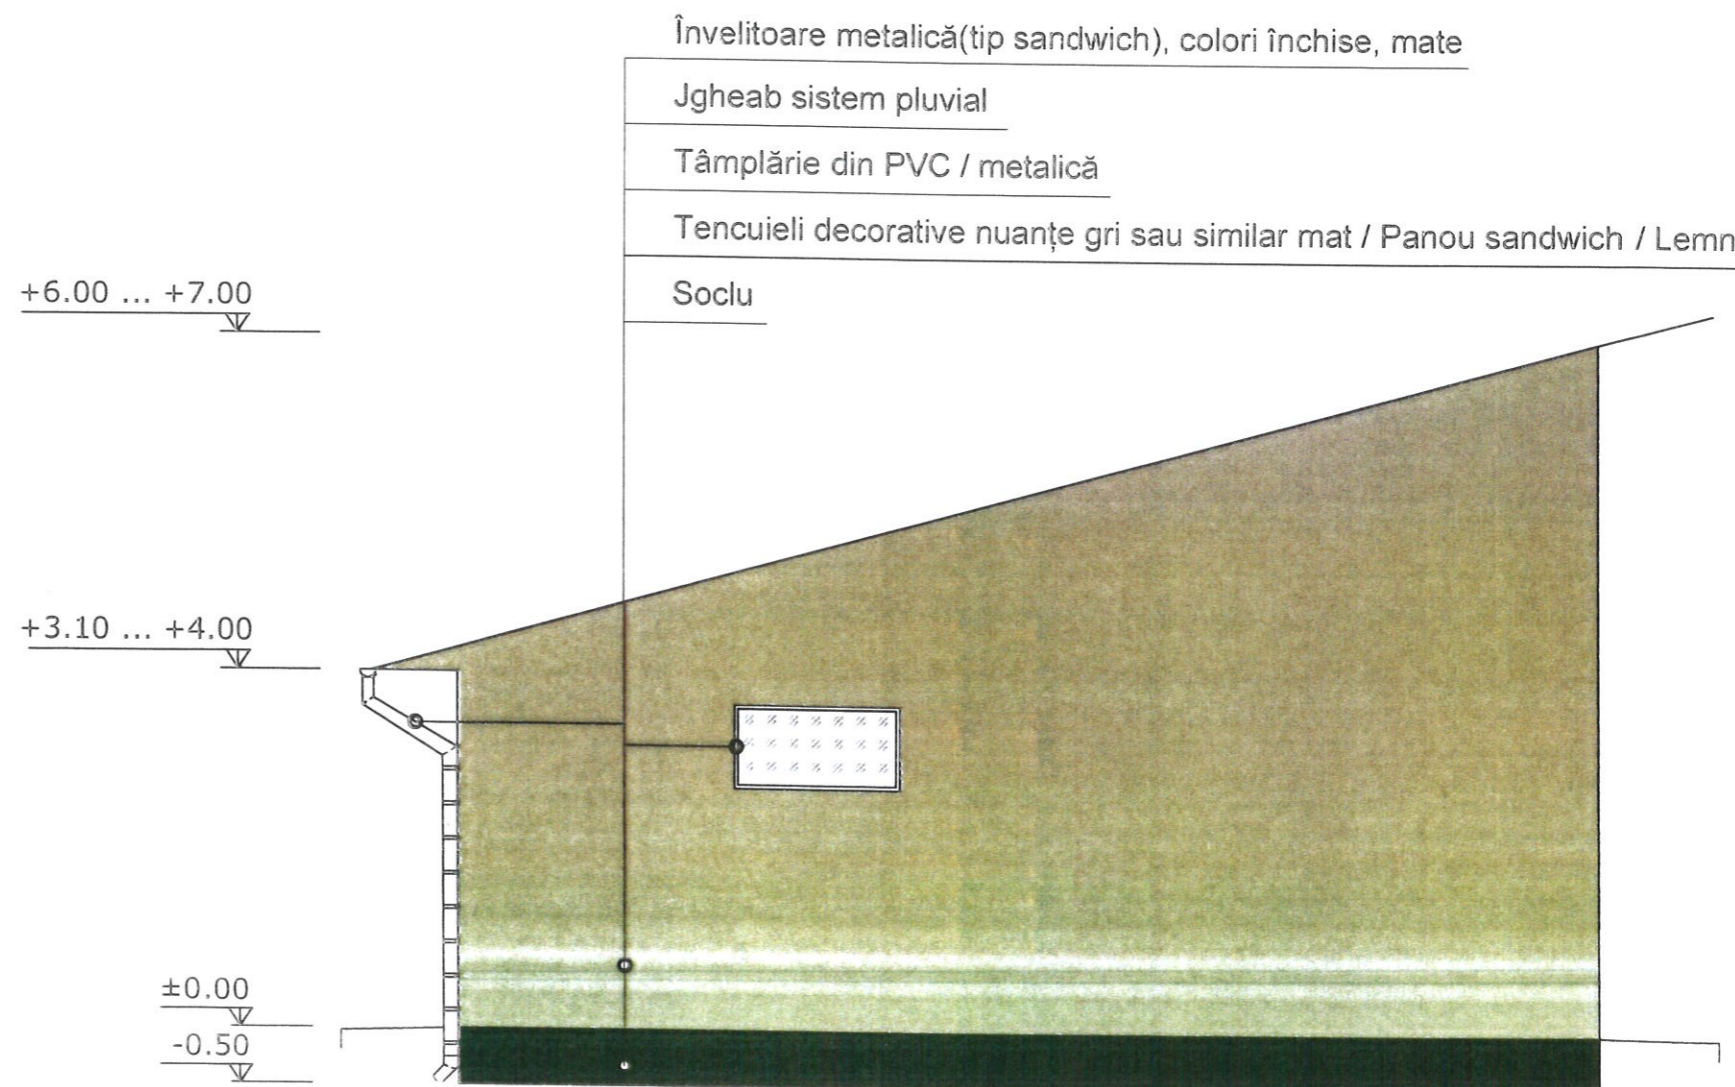 Învelitoare metalică(tip sandwich), colori închise, mate
Jgheab sistem pluvial
Tâmplărie din PVC / metalică
Tencuieli decorative nuanțe gri sau similar mat / Panou sandwich / Lemn
Soclu
+6.00 ... +7.00
+3.10 ... +4.00
±0.00
-0.50